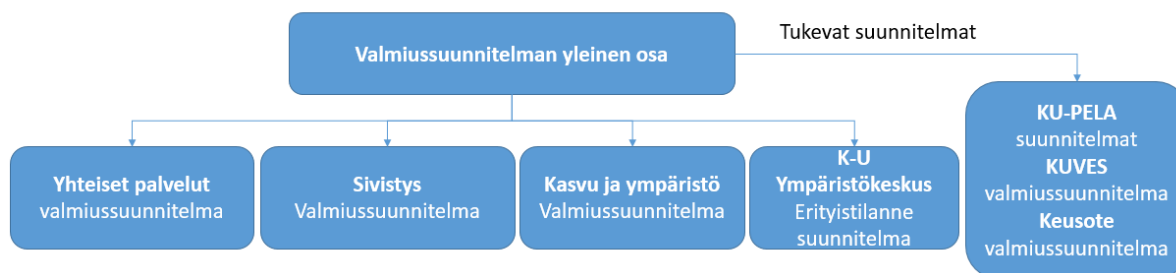 Valmiussuunnitelman yleinen osa
Tukevat suunnitelmat
Yhteiset palvelut
valmiussuunnitelma
Sivistys
Valmiussuunnitelma
Kasvu ja ympäristö
Valmiussuunnitelma
K-U
Ympäristökeskus
Erityistilanne
suunnitelma
KU-PELA
suunnitelmat
KUVES
valmiussuunnitelma
Keusote
valmiussuunnitelma